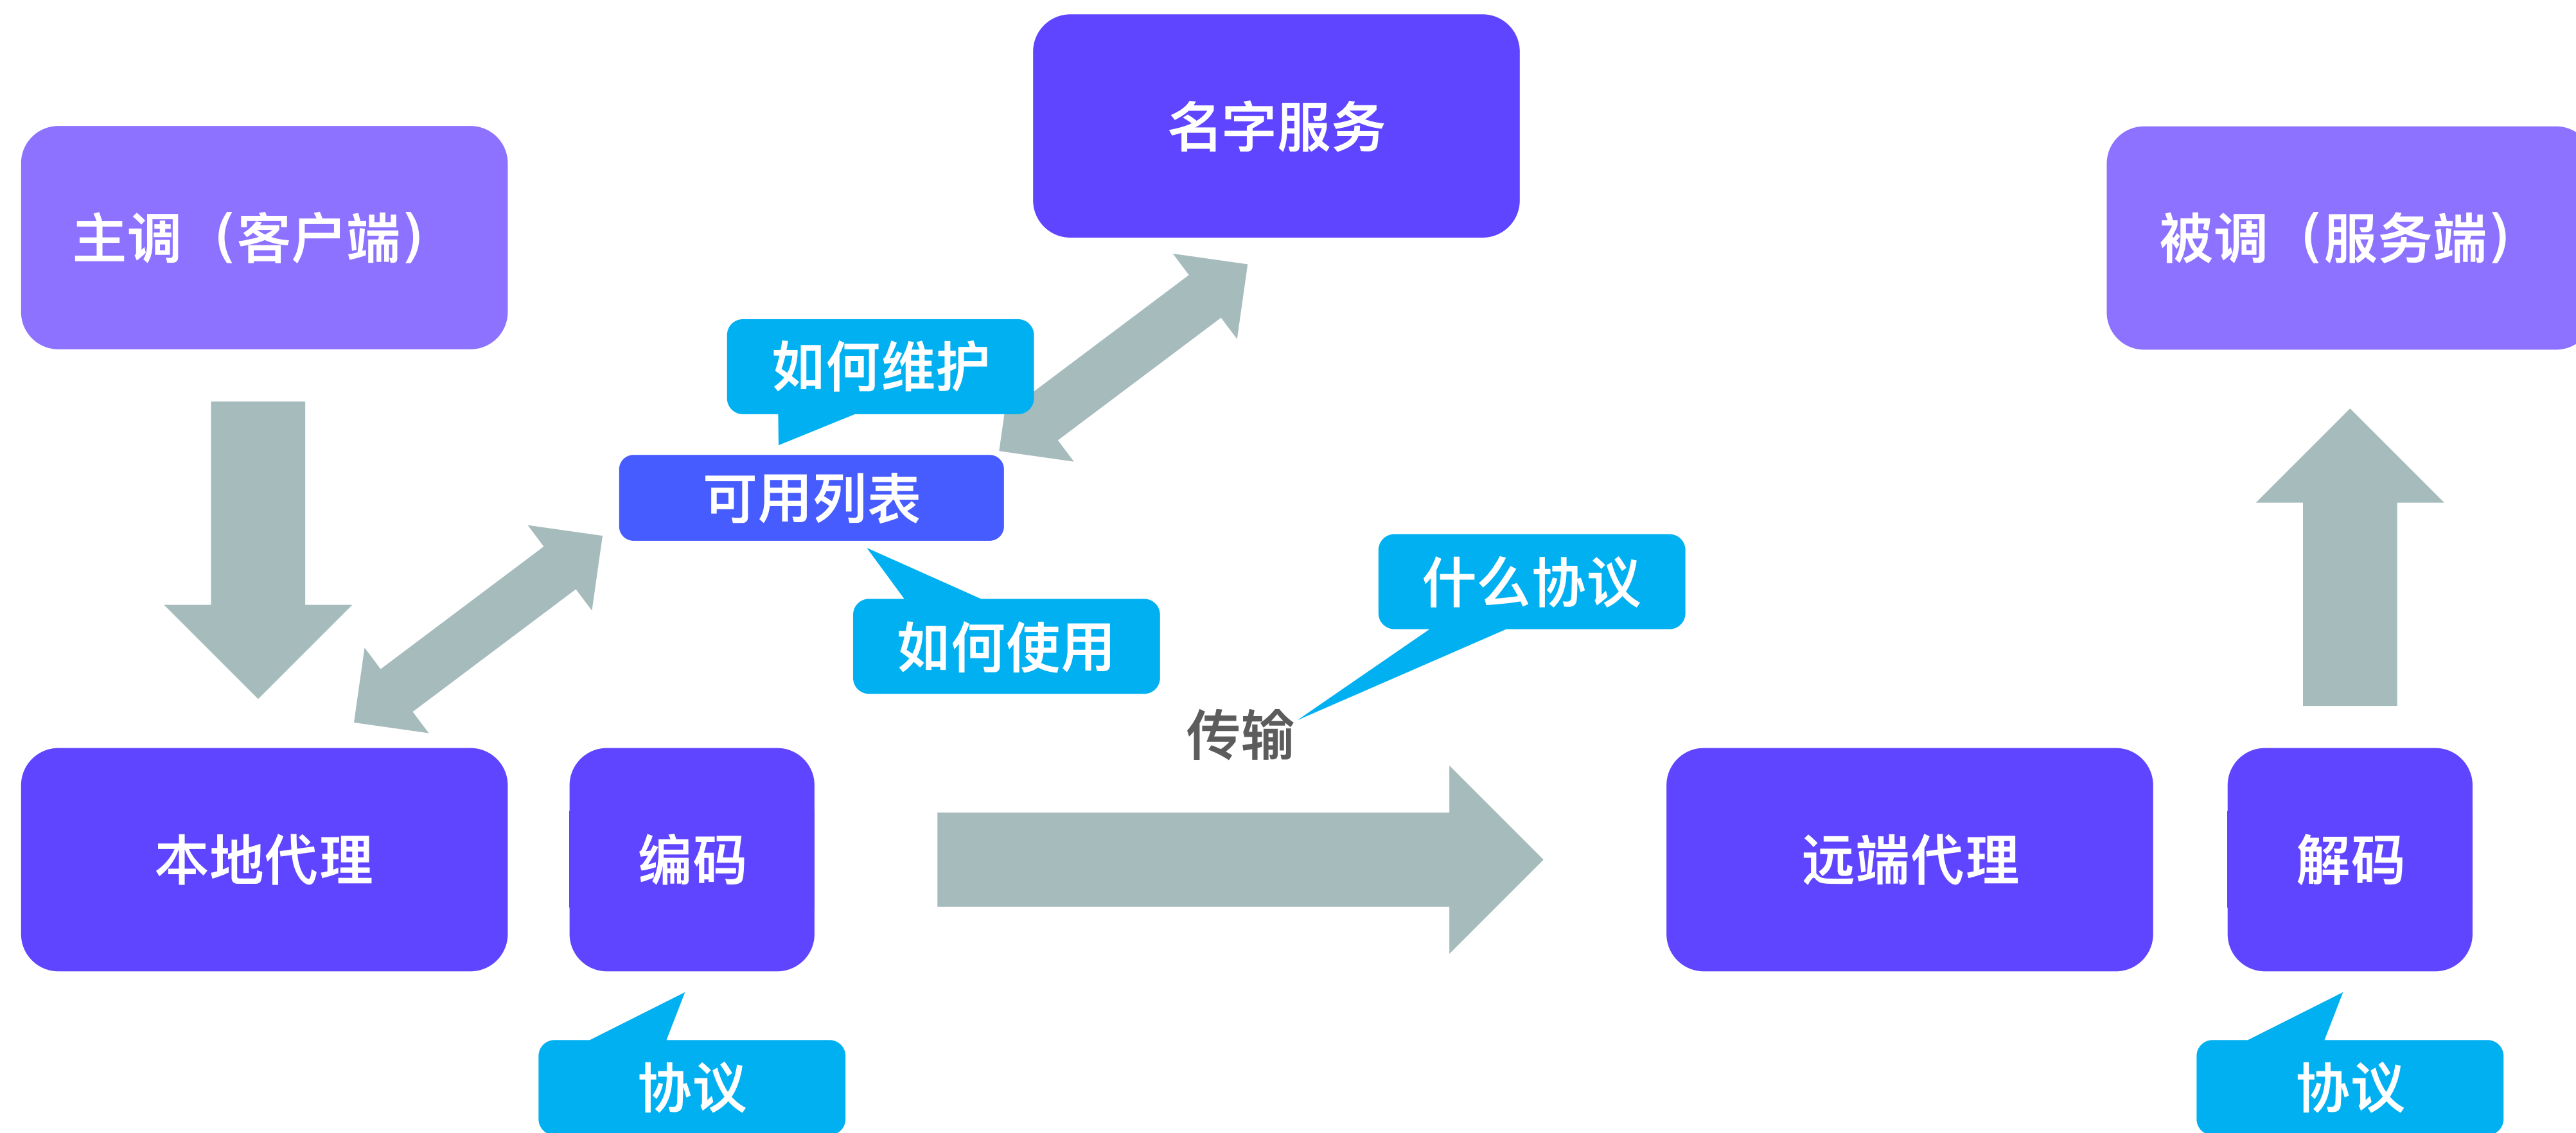 名字服务
主调（客户端）
被调（服务端）
如何维护
可用列表
什么协议
如何使用
传输
本地代理
编码
远端代理
解码
协议
协议